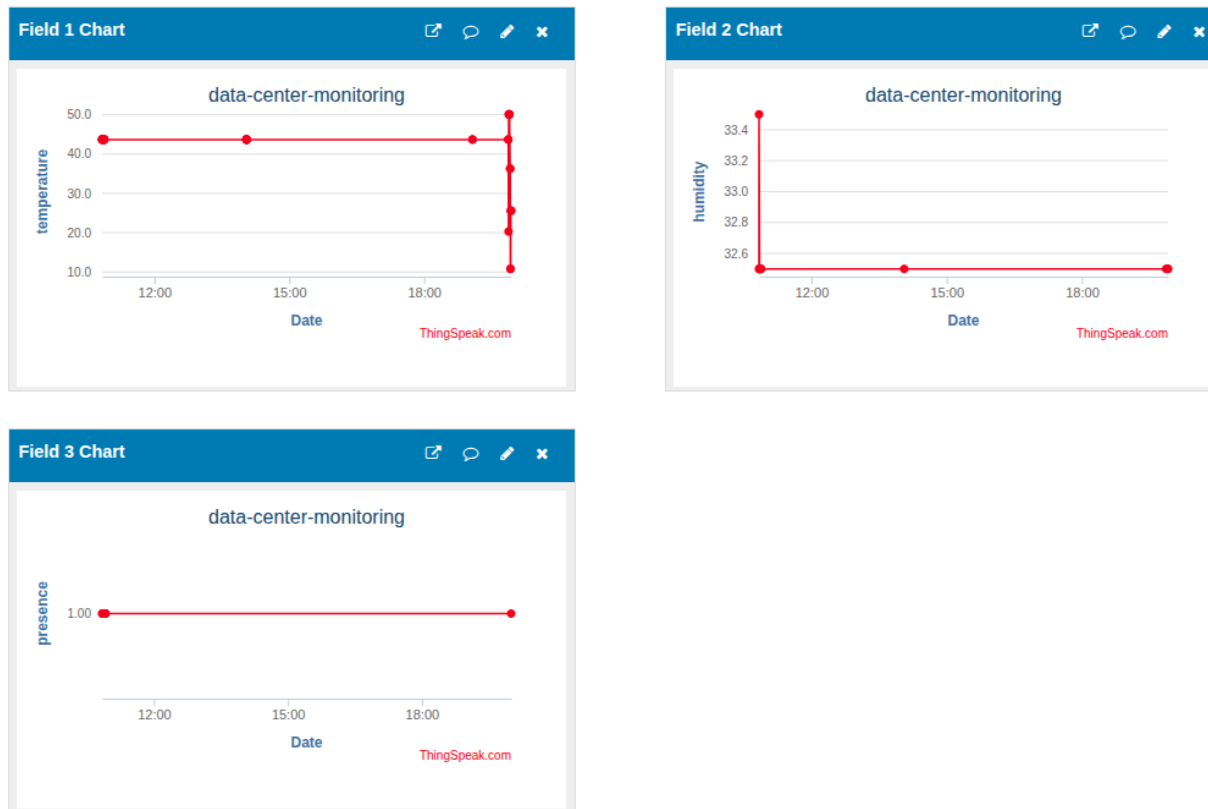 Field 1 Chart
data-center-monitoring
50.0
40.0
30.0
20.0
10.0
temperature
12:00 15:00 18:00
Date
ThingSpeak.com
Field 2 Chart
data-center-monitoring
33.4
33.2
33.0
32.8
32.6
humidity
12:00 15:00 18:00
Date
ThingSpeak.com
Field 3 Chart
data-center-monitoring
1.00
presence
12:00 15:00 18:00
Date
ThingSpeak.com